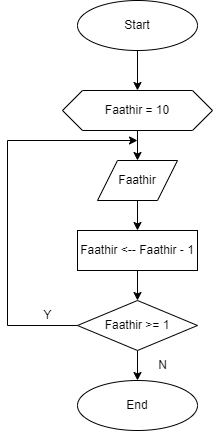 Start
Faathir = 10
Faathir
Faathir <-- Faathir - 1
Faathir >= 1
Y
N
End